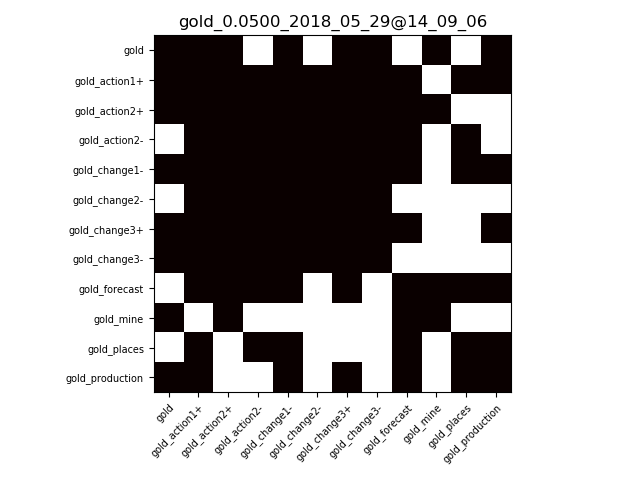 gold_0.0500_2018_05_29@14_09_06
gold
gold_action1+
gold_action2+
gold_action2-
gold_change1-
gold_change2-
gold_change3+
gold_change3-
gold_forecast
gold_mine
gold_places
gold_production
gold
gold_action1+
gold_action2+
gold_action2-
gold_change1-
gold_change2-
gold_change3+
gold_change3-
gold_forecast
gold_mine
gold_places
gold_production